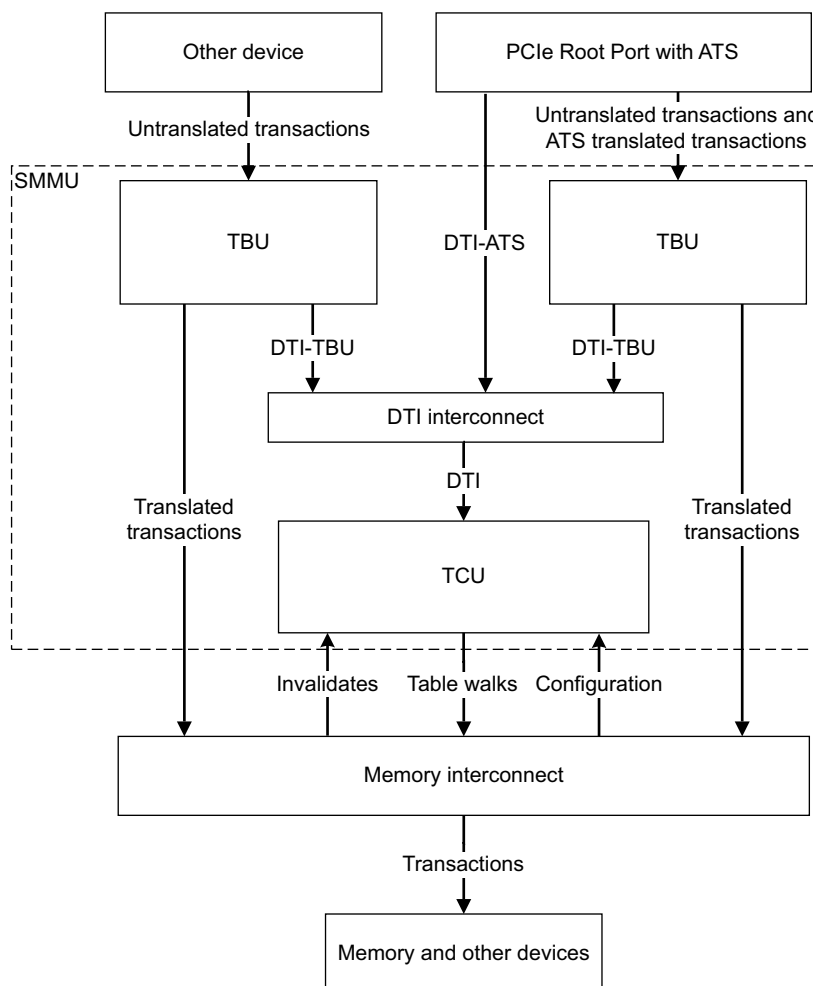 Other device
PCIe Root Port with ATS
Untranslated transactions
Untranslated transactions and
ATS translated transactions
SMMU
TBU
DTI-ATS
TBU
DTI-TBU
DTI-TBU
DTI interconnect
DTI
Translated
transactions
Translated
transactions
TCU
Invalidates
Table walks
Configuration
Memory interconnect
Transactions
Memory and other devices